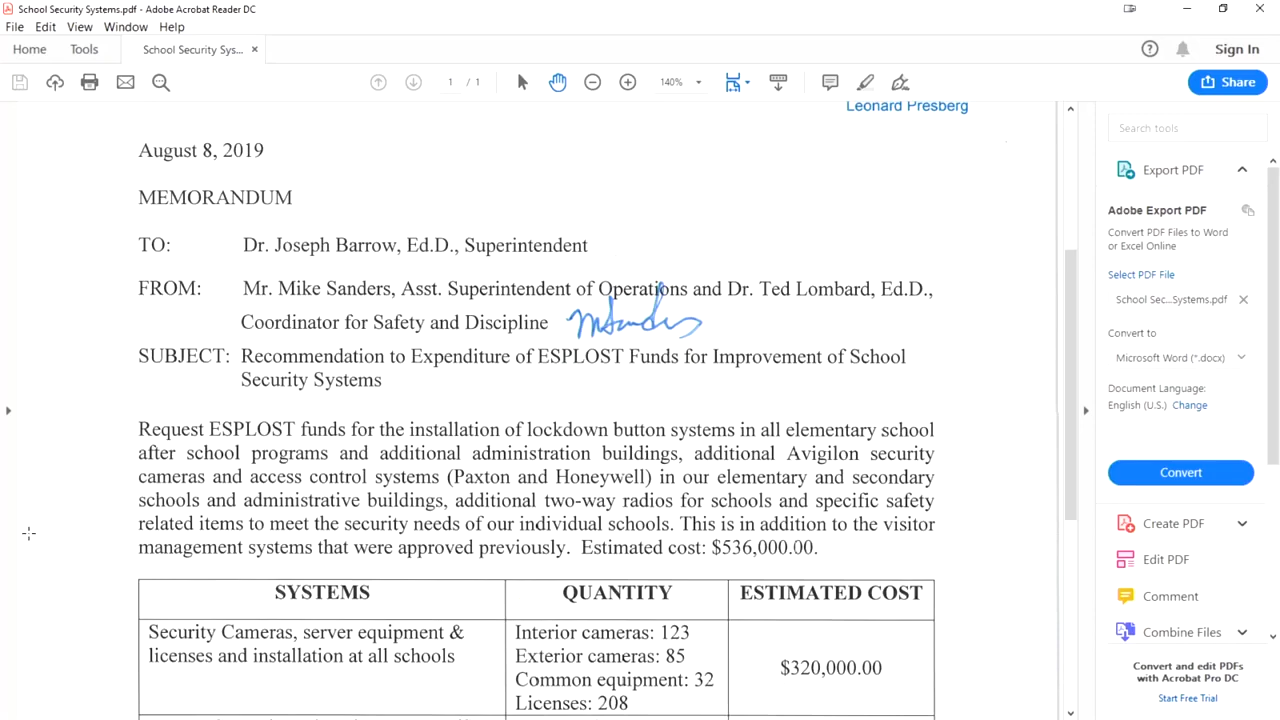 School Security Systems.pdf - Adobe Acrobat Reader DC
File Edit View Window Help
Home Tools School Security Sys... × Sign In
1 / 1 140% Share
Leonard Presberg
August 8, 2019
MEMORANDUM
TO: Dr. Joseph Barrow, Ed.D., Superintendent
FROM: Mr. Mike Sanders, Asst. Superintendent of Operations and Dr. Ted Lombard, Ed.D.,
Coordinator for Safety and Discipline MSanders
SUBJECT: Recommendation to Expenditure of ESPLOST Funds for Improvement of School
Security Systems
Request ESPLOST funds for the installation of lockdown button systems in all elementary school
after school programs and additional administration buildings, additional Avigilon security
cameras and access control systems (Paxton and Honeywell) in our elementary and secondary
schools and administrative buildings, additional two-way radios for schools and specific safety
related items to meet the security needs of our individual schools. This is in addition to the visitor
management systems that were approved previously. Estimated cost: $536,000.00.
SYSTEMS QUANTITY ESTIMATED COST
Security Cameras, server equipment &
licenses and installation at all schools
Interior cameras: 123
Exterior cameras: 85
Common equipment: 32
Licenses: 208
$320,000.00
Search tools
Export PDF
Adobe Export PDF
Convert PDF Files to Word
or Excel Online
Select PDF File
School Sec...Systems.pdf
Convert to
Microsoft Word (*.docx)
Document Language:
English (U.S.) Change
Convert
Create PDF
Edit PDF
Comment
Combine Files
Convert and edit PDFs
with Acrobat Pro DC
Start Free Trial